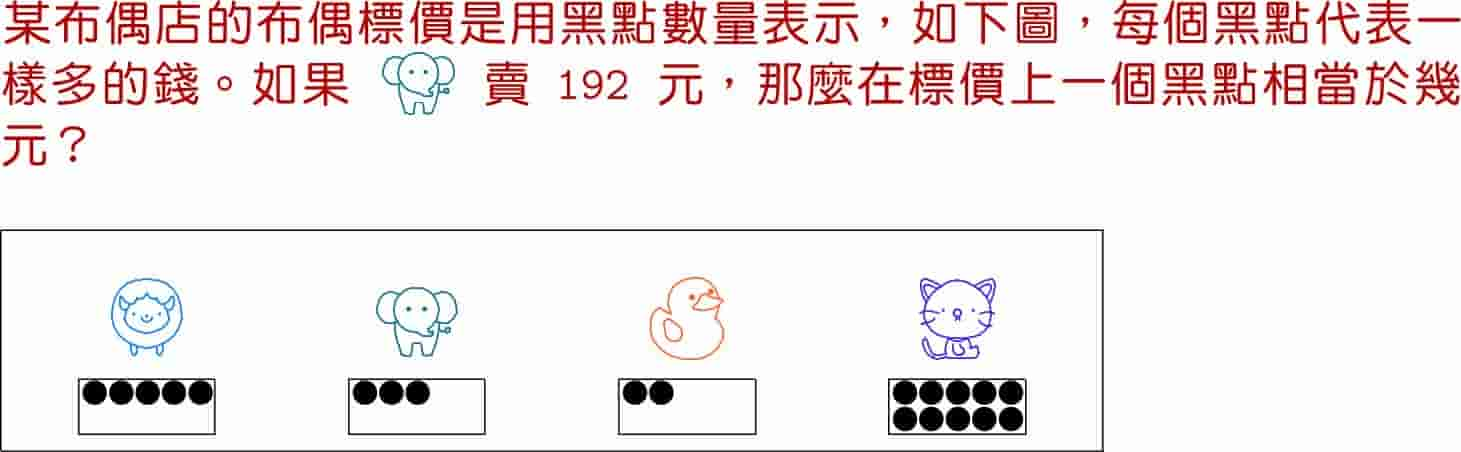 某布偶店的布偶標價是用黑點數量表示，如下圖，每個黑點代表一
樣多的錢。如果 賣 192 元，那麼在標價上一個黑點相當於幾
元？